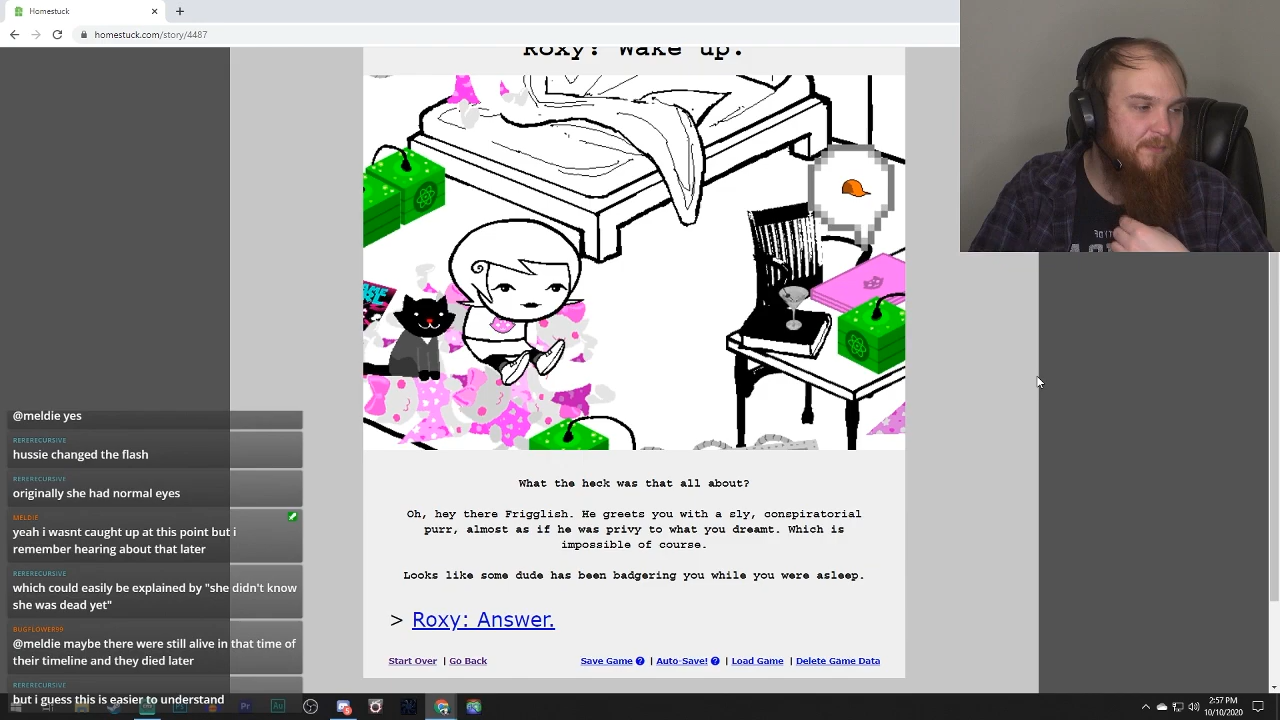 Homestuck
homestuck.com/story/4487
Roxy: Wake up.
What the heck was that all about?
Oh, hey there Frigglish. He greets you with a sly, conspiratorial
purr, almost as if he was privy to what you dreamt. Which is
impossible of course.
Looks like some dude has been badgering you while you were asleep.
> Roxy: Answer.
Start Over | Go Back
Save Game | Auto-Save! | Load Game | Delete Game Data
@meldie yes
RERERECURSIVE
hussie changed the flash
RERERECURSIVE
originally she had normal eyes
MELDIE
yeah i wasnt caught up at this point but i
remember hearing about that later
RERERECURSIVE
which could easily be explained by "she didn't know
she was dead yet"
BUGFLOWER99
@meldie maybe there were still alive in that time of
their timeline and they died later
RERERECURSIVE
but i guess this is easier to understand
2:57 PM
10/10/2020